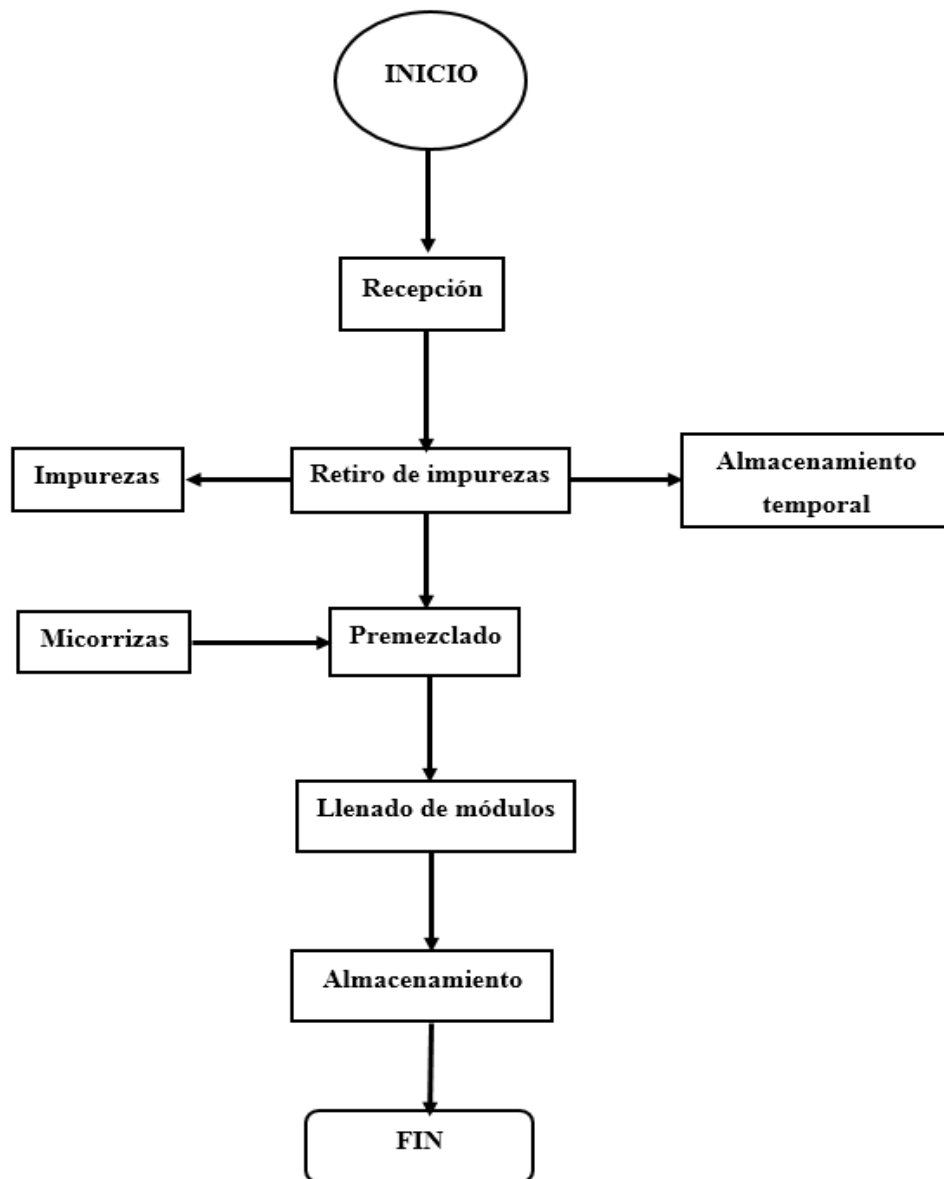 INICIO
Recepción
Impurezas
Retiro de impurezas
Almacenamiento
temporal
Micorrizas
Premezclado
Llenado de módulos
Almacenamiento
FIN